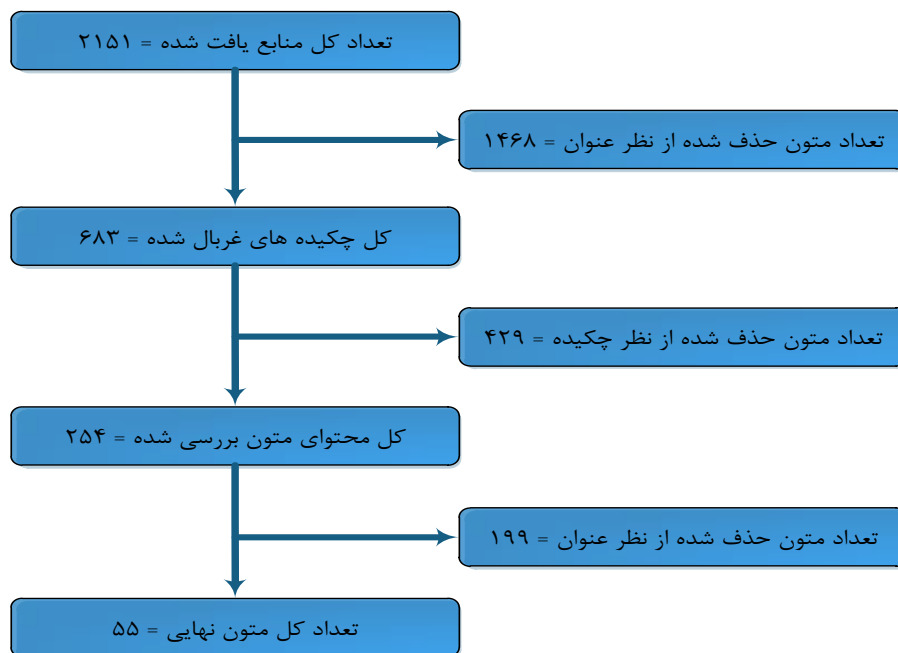 تعداد کل منابع یافت شده = ۲۱۵۱
تعداد متون حذف شده از نظر عنوان = ۱۴۶۸
کل چکیده های غربال شده = ۶۸۳
تعداد متون حذف شده از نظر چکیده = ۴۲۹
کل محتوای متون بررسی شده = ۲۵۴
تعداد متون حذف شده از نظر عنوان = ۱۹۹
تعداد کل متون نهایی = ۵۵